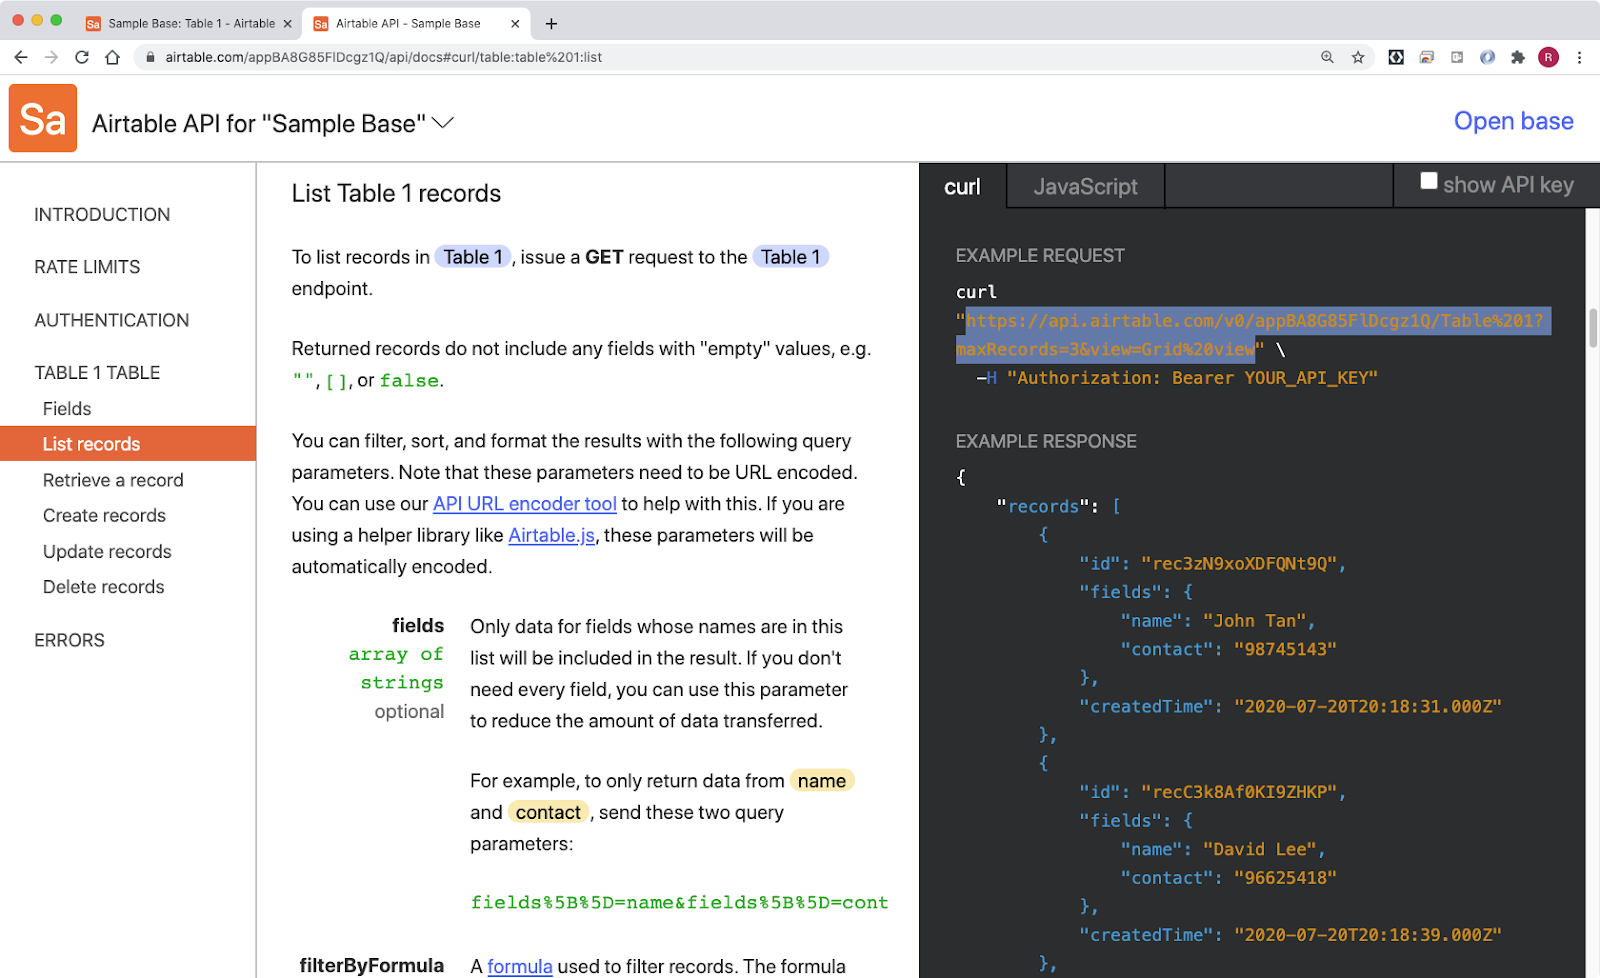 Sa Sample Base: Table 1 - Airtable
Sa Airtable API - Sample Base
airtable.com/appBA8G85FlDcgz1Q/api/docs#curl/table:table%201:list
R
Sa
Airtable API for "Sample Base"
Open base
INTRODUCTION
RATE LIMITS
AUTHENTICATION
TABLE 1 TABLE
Fields
List records
Retrieve a record
Create records
Update records
Delete records
ERRORS
List Table 1 records
To list records in Table 1 , issue a GET request to the Table 1
endpoint.
Returned records do not include any fields with "empty" values, e.g.
"", [], or false.
You can filter, sort, and format the results with the following query
parameters. Note that these parameters need to be URL encoded.
You can use our API URL encoder tool to help with this. If you are
using a helper library like Airtable.js, these parameters will be
automatically encoded.
fields
array of
strings
optional
Only data for fields whose names are in this
list will be included in the result. If you don't
need every field, you can use this parameter
to reduce the amount of data transferred.
For example, to only return data from name
and contact , send these two query
parameters:
fields%5B%5D=name&fields%5B%5D=cont
filterByFormula
A formula used to filter records. The formula
curl
JavaScript
show API key
EXAMPLE REQUEST
curl
"https://api.airtable.com/v0/appBA8G85FlDcgz1Q/Table%201?
maxRecords=3&view=Grid%20view" \
-H "Authorization: Bearer YOUR_API_KEY"
EXAMPLE RESPONSE
{
"records": [
{
"id": "rec3zN9xoXDFQNt9Q",
"fields": {
"name": "John Tan",
"contact": "98745143"
},
"createdTime": "2020-07-20T20:18:31.000Z"
},
{
"id": "recC3k8Af0KI9ZHKP",
"fields": {
"name": "David Lee",
"contact": "96625418"
},
"createdTime": "2020-07-20T20:18:39.000Z"
},